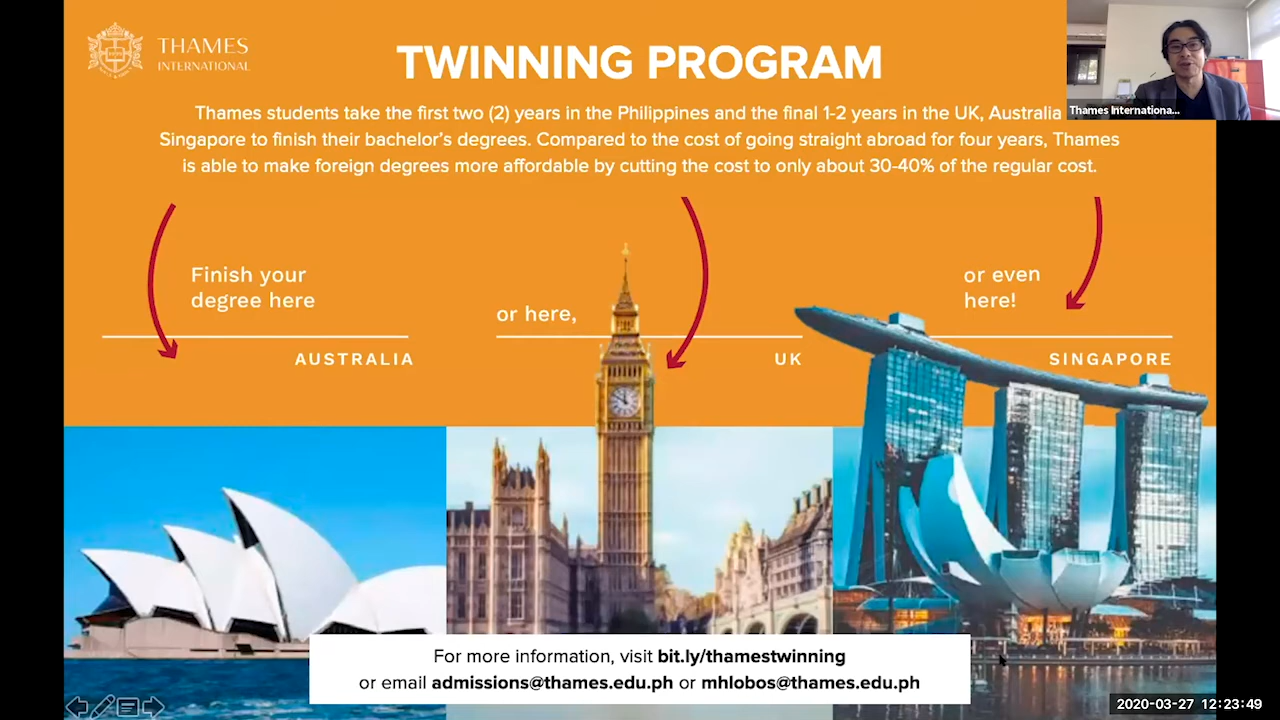 THAMES
INTERNATIONAL
TWINNING PROGRAM
Thames students take the first two (2) years in the Philippines and the final 1-2 years in the UK, Australia
Singapore to finish their bachelor's degrees. Compared to the cost of going straight abroad for four years, Thames
is able to make foreign degrees more affordable by cutting the cost to only about 30-40% of the regular cost.
Thames Internationa...
Finish your
degree here
AUSTRALIA
or here,
UK
or even
here!
SINGAPORE
For more information, visit bit.ly/thamestwinning
or email admissions@thames.edu.ph or mhlobos@thames.edu.ph
2020-03-27 12:23:49